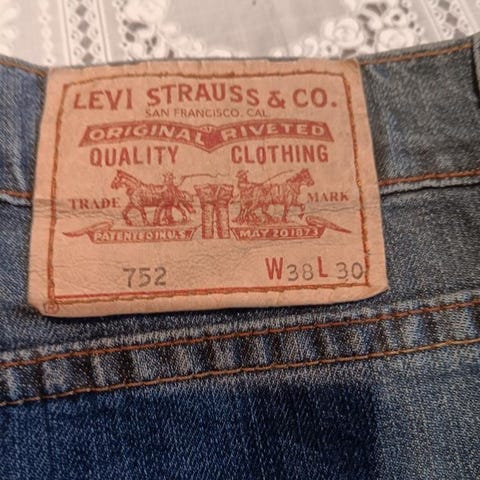 LEVI STRAUSS & CO.
SAN FRANCISCO, CAL.
ORIGINAL RIVETED
QUALITY CLOTHING
TRADE MARK
PATENTED IN U.S. MAY 20 1873
752 W38 L 30
®